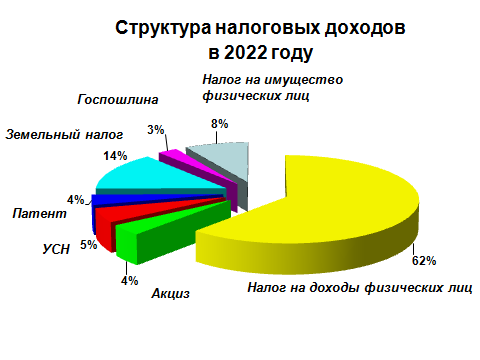 Структура налоговых доходов
в 2022 году
Налог на имущество
физических лиц
Госпошлина
8%
3%
Земельный налог
14%
4%
Патент
УСН
5%
4%
Акциз
Налог на доходы физических лиц
62%